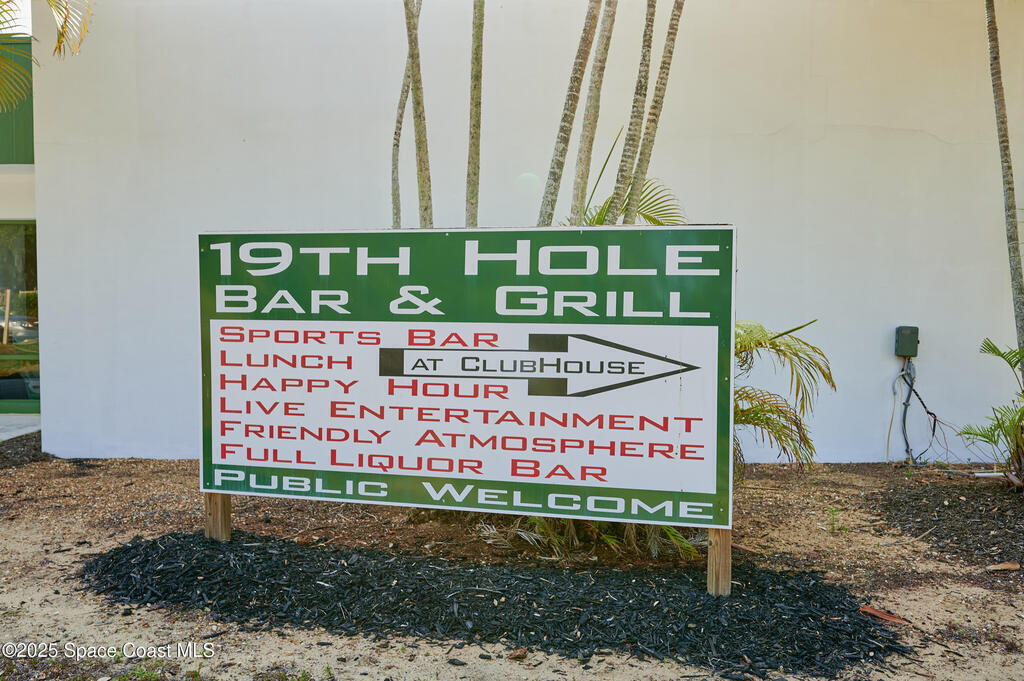 19TH HOLE
BAR & GRILL
SPORTS BAR
LUNCH
AT CLUBHOUSE
HAPPY HOUR
LIVE ENTERTAINMENT
FRIENDLY ATMOSPHERE
FULL LIQUOR BAR
PUBLIC WELCOME
©2025 Space Coast MLS